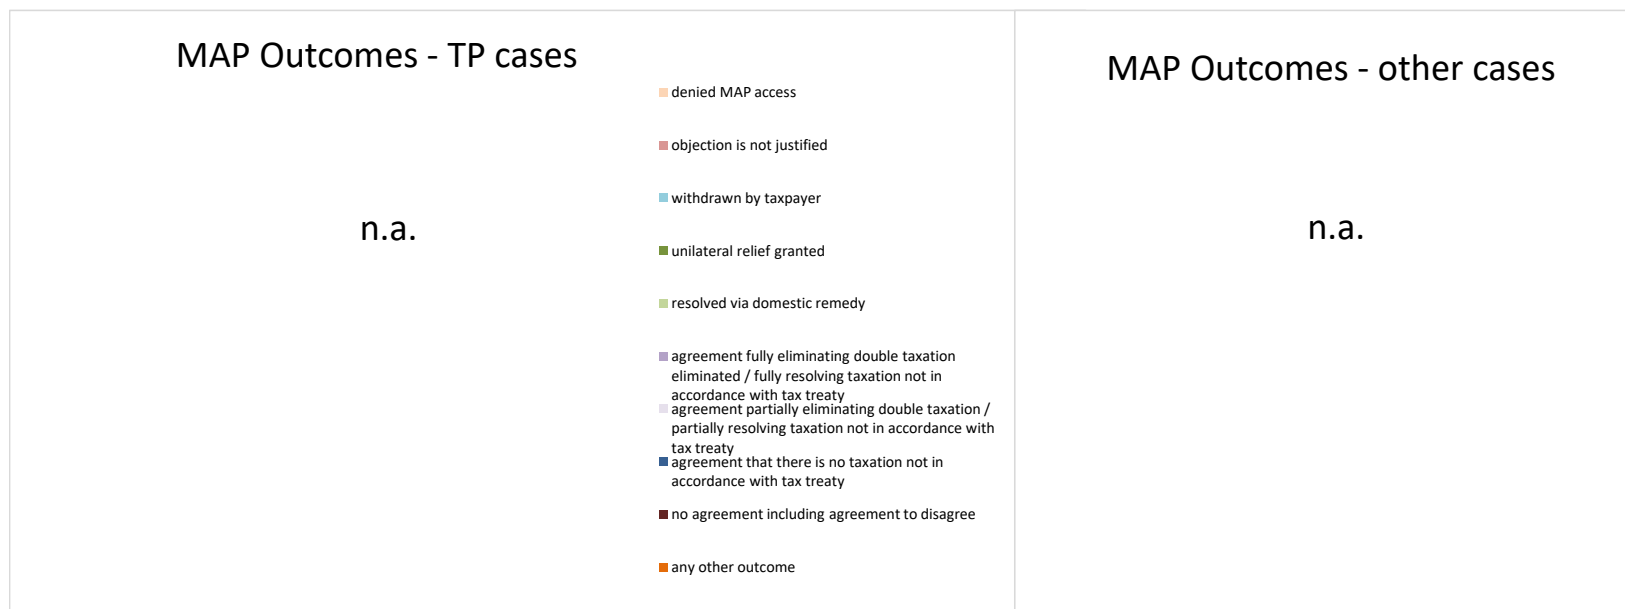 MAP Outcomes - TP cases
n.a.
denied MAP access
objection is not justified
withdrawn by taxpayer
unilateral relief granted
resolved via domestic remedy
agreement fully eliminating double taxation
eliminated / fully resolving taxation not in
accordance with tax treaty
agreement partially eliminating double taxation /
partially resolving taxation not in accordance with
tax treaty
agreement that there is no taxation not in
accordance with tax treaty
no agreement including agreement to disagree
any other outcome
MAP Outcomes - other cases
n.a.